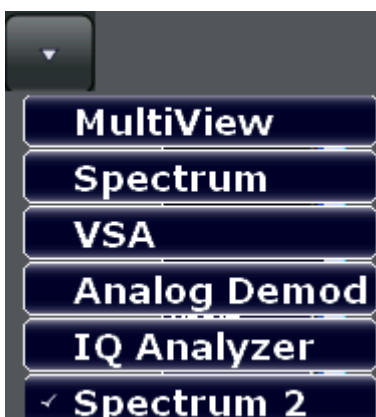 MultiView
Spectrum
VSA
Analog Demod
IQ Analyzer
Spectrum 2